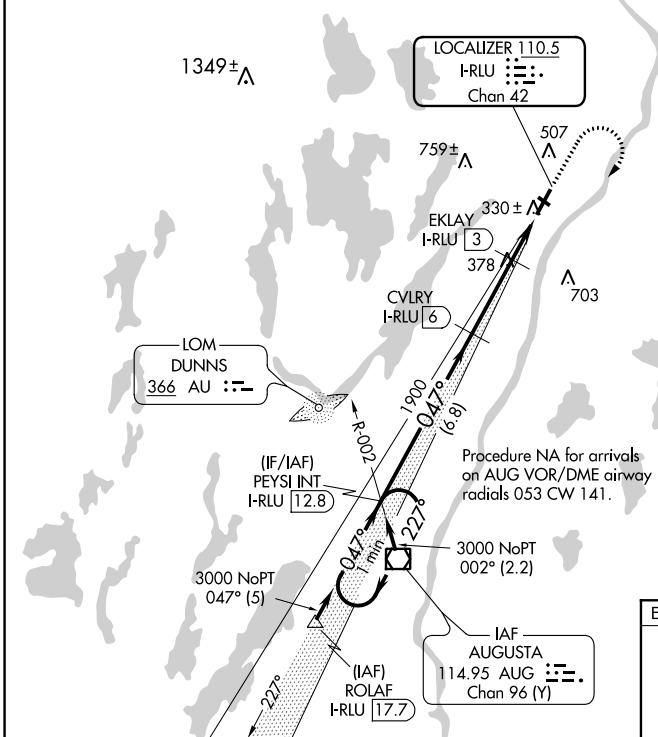 LOCALIZER 110.5
I-RLU
Chan 42
1349±
507
759±
330±
EKLAY
I-RLU 3
378
703
CVLRY
I-RLU 6
LOM
DUNNS
366 AU
1900
047°
(6.8)
R-002
Procedure NA for arrivals
on AUG VOR/DME airway
radials 053 CW 141.
(IF/IAF)
PEYSI INT
I-RLU 12.8
227°
047°
1 min
3000 NoPT
002° (2.2)
3000 NoPT
047° (5)
IAF
AUGUSTA
114.95 AUG
Chan 96 (Y)
(IAF)
ROLAF
I-RLU 17.7
227°
E